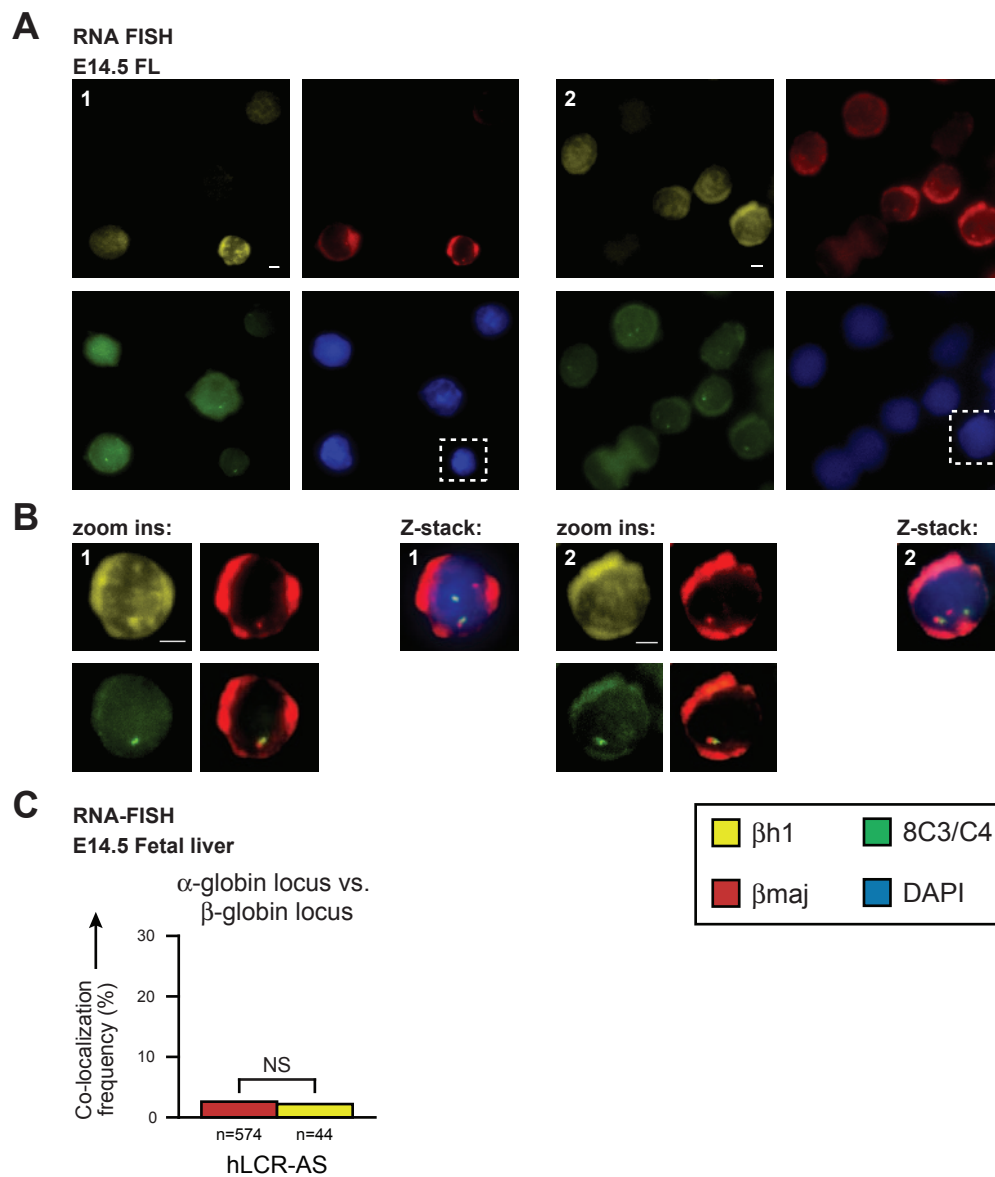 A
RNA FISH
E14.5 FL
1
2
B
zoom ins:
Z-stack:
zoom ins:
Z-stack:
1
1
2
2
C
RNA-FISH
E14.5 Fetal liver
βh1
8C3/C4
βmaj
DAPI
α-globin locus vs.
β-globin locus
Co-localization
frequency (%)
30
20
10
0
NS
n=574
n=44
hLCR-AS